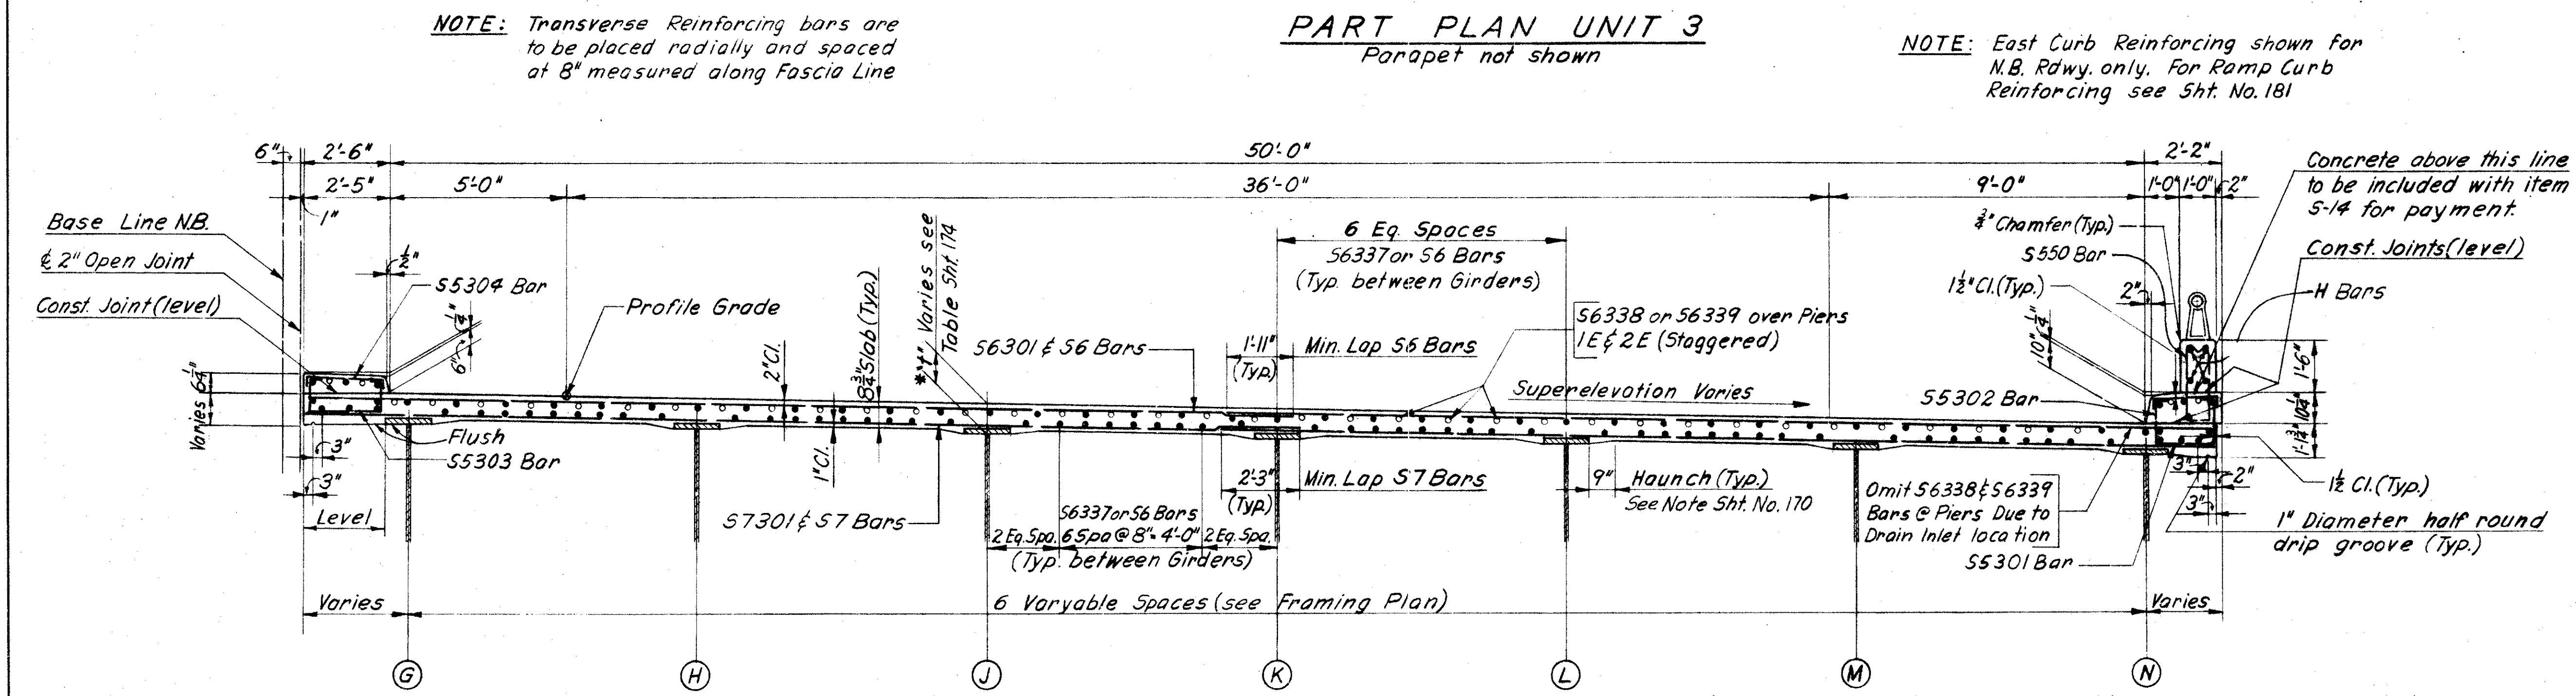 NOTE: Transverse Reinforcing bars are
to be placed radially and spaced
at 8" measured along Fascia Line
PART PLAN UNIT 3
Parapet not shown
NOTE: East Curb Reinforcing shown for
N.B. Rdwy. only. For Ramp Curb
Reinforcing see Sht. No. 181
6"
2'-6"
50'-0"
2'-2"
2'-5"
5'-0"
36'-0"
9'-0"
1'-0"
1'-0"
2"
1"
Concrete above this line
to be included with item
S-14 for payment.
Base Line N.B.
℄ 2" Open Joint
Const. Joint (level)
1/2"
S5304 Bar
1/4"
6"
Profile Grade
2" Cl.
8 3/4" Slab (Typ.)
*"t" Varies see
Table Sht. 174
6 Eq. Spaces
S6337 or S6 Bars
(Typ. between Girders)
S6301 & S6 Bars
1'-11"
(Typ.)
Min. Lap S6 Bars
S6338 or S6339 over Piers
1E & 2E (Staggered)
Superelevation Varies
3/4" Chamfer (Typ.)
S550 Bar
1 1/2" Cl. (Typ.)
2"
1/4"
10"
Const. Joints (level)
H Bars
1'-6"
10 1/4"
1'-1 3/4"
S5302 Bar
6 1/4"
Varies
3"
3"
Flush
S5303 Bar
Level
1" Cl.
S7301 & S7 Bars
2'-3"
(Typ.)
Min. Lap S7 Bars
9"
Haunch (Typ.)
See Note Sht. No. 170
S6337 or S6 Bars
2 Eq. Spa.
6 Spa @ 8"= 4'-0"
2 Eq. Spa.
(Typ. between Girders)
Omit S6338 & S6339
Bars @ Piers Due to
Drain Inlet location
S5301 Bar
3"
2"
3"
1 1/2 Cl. (Typ.)
1" Diameter half round
drip groove (Typ.)
Varies
6 Varyable Spaces (see Framing Plan)
Varies
G
H
J
K
L
M
N